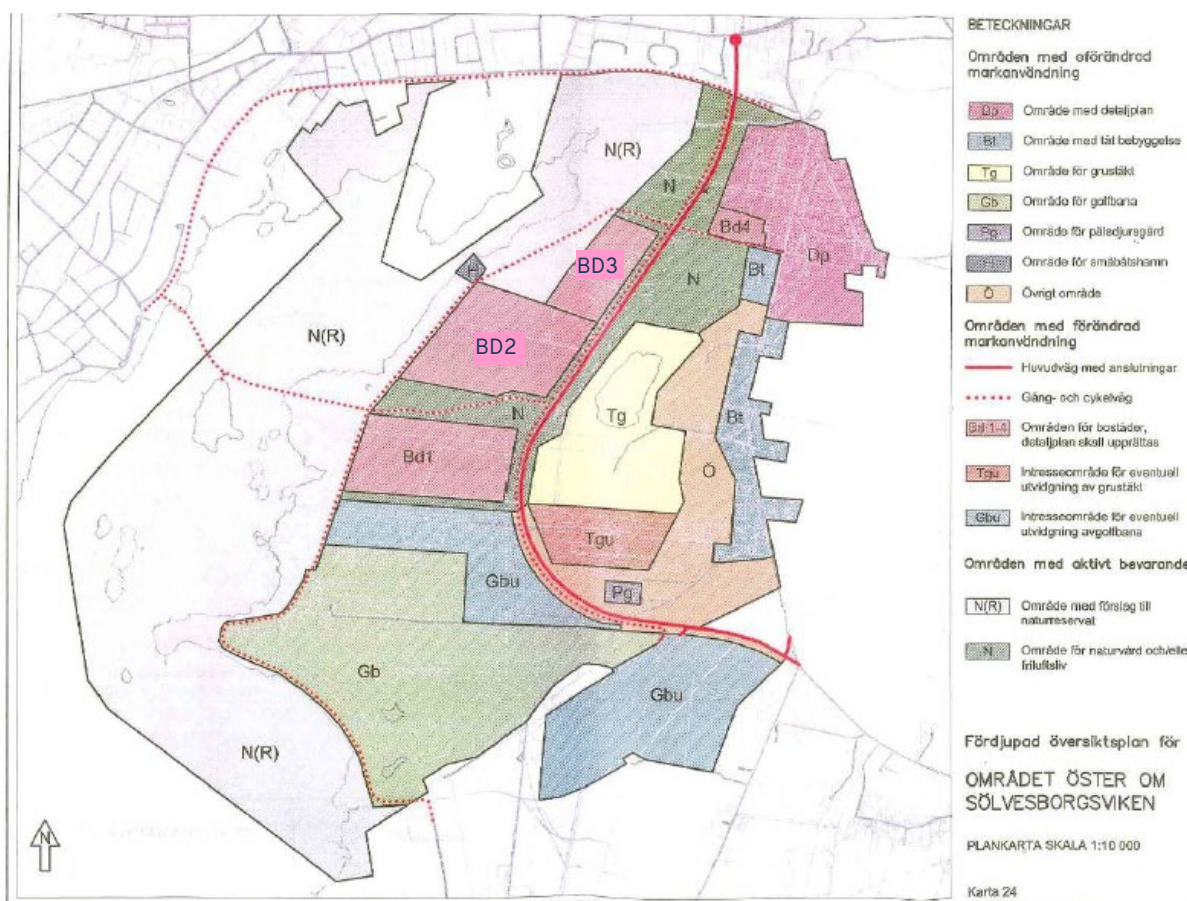 BETECKNINGAR
Områden med oförändrad
markanvändning
Dp Område med detaljplan
Bt Område med tät bebyggelse
Tg Område för grustäkt
Gb Område för golfbana
Pg Område för pälsdjursgård
H Område för småbåtshamn
Ö Övrigt område
Områden med förändrad
markanvändning
Huvudväg med anslutningar
Gång- och cykelväg
Bd 1-4 Områden för bostäder,
detaljplan skall upprättas
Tgu Intresseområde för eventuell
utvidgning av grustäkt
Gbu Intresseområde för eventuell
utvidgning avgolfbana
Områden med aktivt bevarande
N(R) Område med förslag till
naturreservat
N Område för naturvård och/elle
friluftsliv
Fördjupad översiktsplan för
OMRÅDET ÖSTER OM
SÖLVESBORGSVIKEN
PLANKARTA SKALA 1:10 000
Karta 24
N(R)
N
Bd4
Dp
BD3
H
N
Bt
N(R)
BD2
N
Tg
Bt
Bd1
Ö
Tgu
Gbu
Pg
Gb
Gbu
N(R)
N